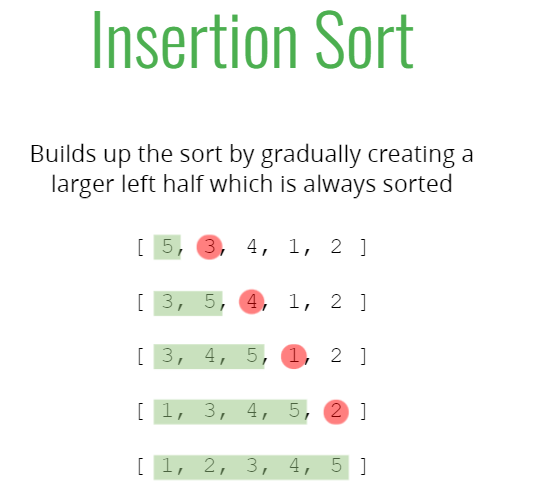 Insertion Sort
Builds up the sort by gradually creating a
larger left half which is always sorted
[ 5, 3, 4, 1, 2 ]
[ 3, 5, 4, 1, 2 ]
[ 3, 4, 5, 1, 2 ]
[ 1, 3, 4, 5, 2 ]
[ 1, 2, 3, 4, 5 ]